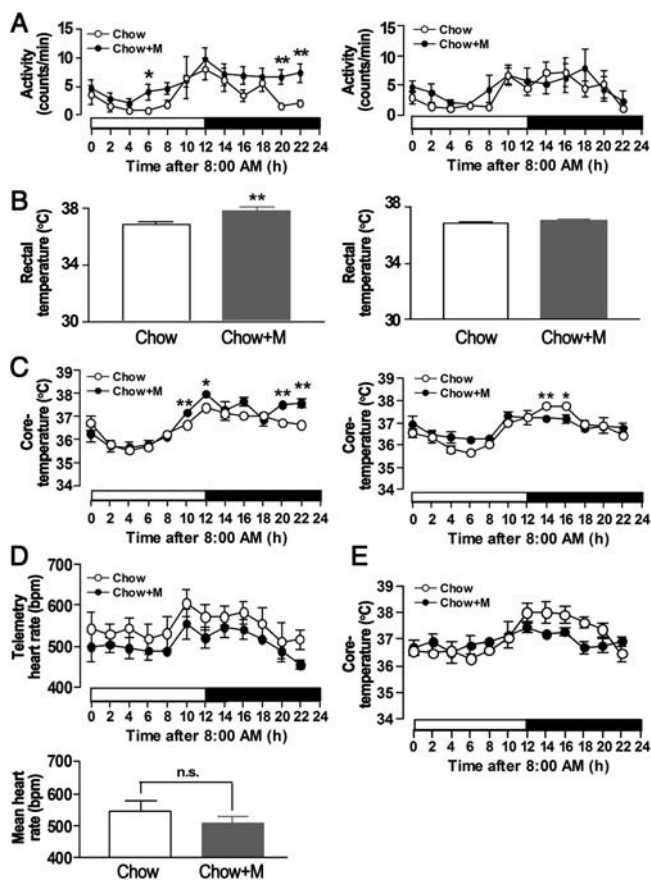 A
Chow
Chow+M
Activity
(counts/min)
15
10
5
0
*
**
**
0 2 4 6 8 10 12 14 16 18 20 22 24
Time after 8:00 AM (h)
Chow
Chow+M
Activity
(counts/min)
15
10
5
0
0 2 4 6 8 10 12 14 16 18 20 22 24
Time after 8:00 AM (h)
B
Rectal
temperature (°C)
38
34
30
**
Chow Chow+M
Rectal
temperature (°C)
38
34
30
Chow Chow+M
C
Chow
Chow+M
Core-
temperature (°C)
39
38
37
36
35
34
**
*
**
**
0 2 4 6 8 10 12 14 16 18 20 22 24
Time after 8:00 AM (h)
Chow
Chow+M
Core-
temperature (°C)
39
38
37
36
35
34
**
*
0 2 4 6 8 10 12 14 16 18 20 22 24
Time after 8:00 AM (h)
D
Chow
Chow+M
Telemetry
heart rate (bpm)
700
600
500
400
0 2 4 6 8 10 12 14 16 18 20 22 24
Time after 8:00 AM (h)
Mean heart
rate (bpm)
700
600
500
400
n.s.
Chow Chow+M
E
Chow
Chow+M
Core-
temperature (°C)
39
38
37
36
35
34
0 2 4 6 8 10 12 14 16 18 20 22 24
Time after 8:00 AM (h)